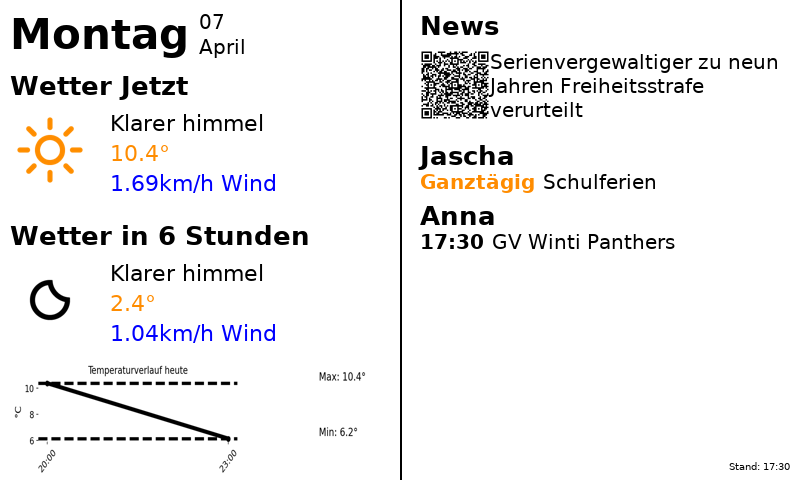 Montag
07
April
Wetter Jetzt
Klarer himmel
10.4°
1.69km/h Wind
Wetter in 6 Stunden
Klarer himmel
2.4°
1.04km/h Wind
Temperaturverlauf heute
Max: 10.4°
10
°C
8
Min: 6.2°
6
20:00
23:00
News
Serienvergewaltiger zu neun
Jahren Freiheitsstrafe
verurteilt
Jascha
Ganztägig Schulferien
Anna
17:30 GV Winti Panthers
Stand: 17:30